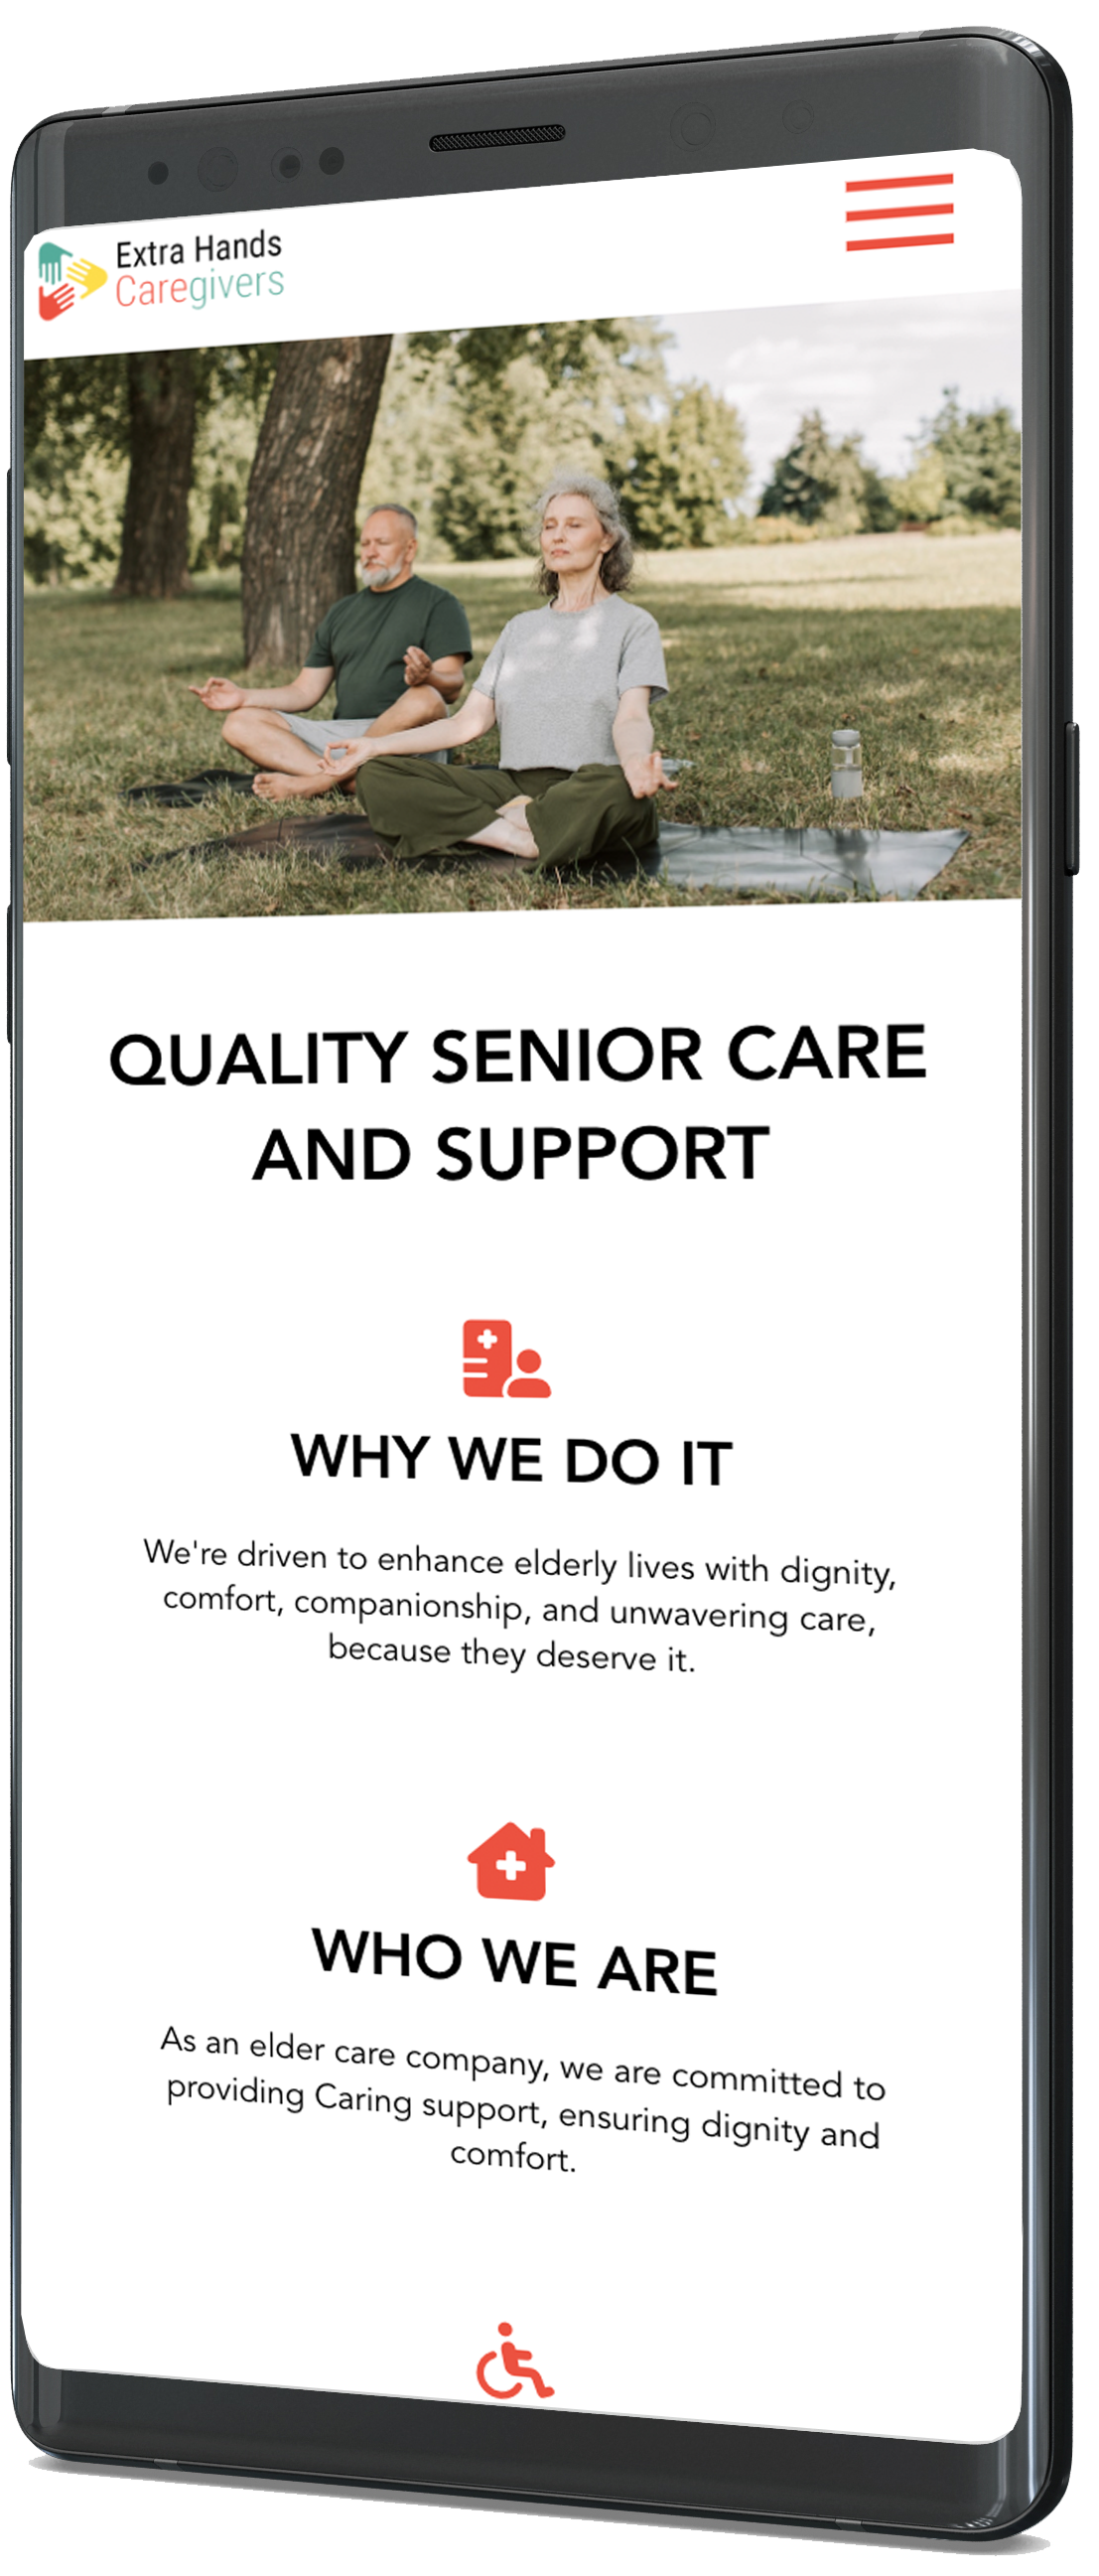 Extra Hands
Caregivers
QUALITY SENIOR CARE
AND SUPPORT
WHY WE DO IT
We're driven to enhance elderly lives with dignity,
comfort, companionship, and unwavering care,
because they deserve it.
WHO WE ARE
As an elder care company, we are committed to
providing Caring support, ensuring dignity and
comfort.